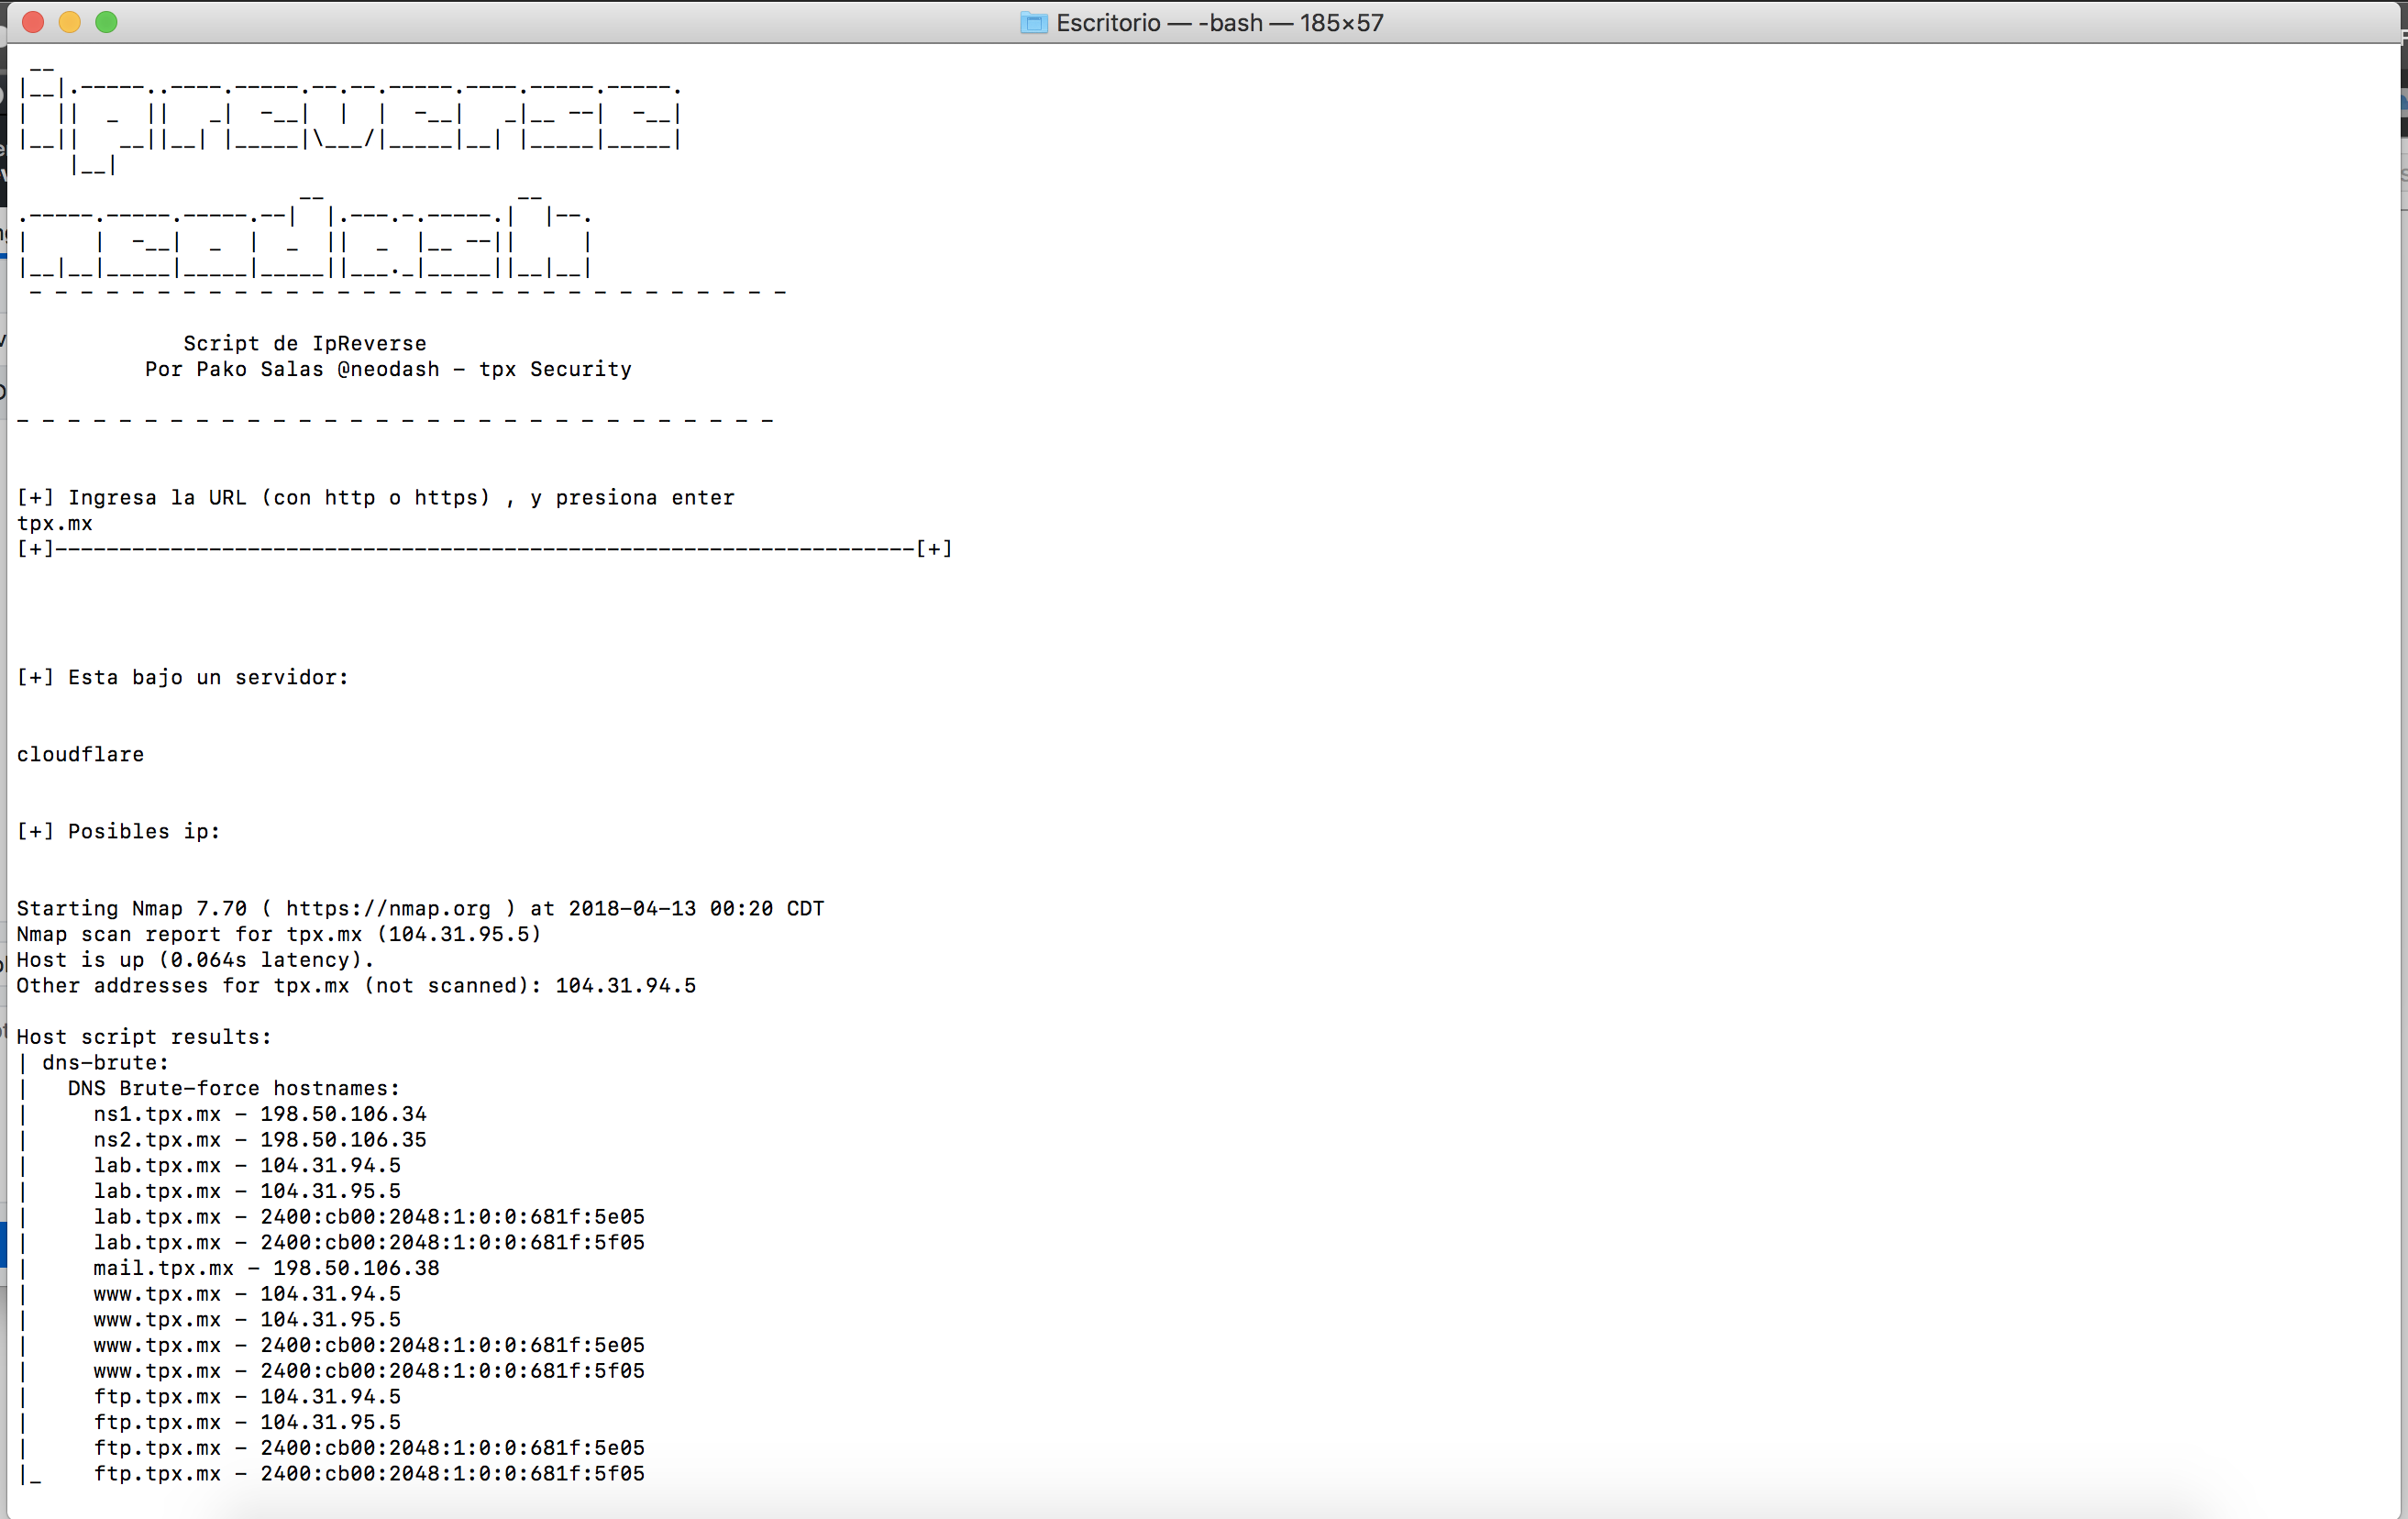 Escritorio — -bash — 185×57
ipreverse
neodash
- - - - - - - - - - - - - - - - - - - - - - - - - - - - - -
Script de IpReverse
Por Pako Salas @neodash - tpx Security
- - - - - - - - - - - - - - - - - - - - - - - - - - - - - -
[+] Ingresa la URL (con http o https) , y presiona enter
tpx.mx
[+]-------------------------------------------------------------------[+]
[+] Esta bajo un servidor:
cloudflare
[+] Posibles ip:
Starting Nmap 7.70 ( https://nmap.org ) at 2018-04-13 00:20 CDT
Nmap scan report for tpx.mx (104.31.95.5)
Host is up (0.064s latency).
Other addresses for tpx.mx (not scanned): 104.31.94.5
Host script results:
| dns-brute:
|   DNS Brute-force hostnames:
|     ns1.tpx.mx - 198.50.106.34
|     ns2.tpx.mx - 198.50.106.35
|     lab.tpx.mx - 104.31.94.5
|     lab.tpx.mx - 104.31.95.5
|     lab.tpx.mx - 2400:cb00:2048:1:0:0:681f:5e05
|     lab.tpx.mx - 2400:cb00:2048:1:0:0:681f:5f05
|     mail.tpx.mx - 198.50.106.38
|     www.tpx.mx - 104.31.94.5
|     www.tpx.mx - 104.31.95.5
|     www.tpx.mx - 2400:cb00:2048:1:0:0:681f:5e05
|     www.tpx.mx - 2400:cb00:2048:1:0:0:681f:5f05
|     ftp.tpx.mx - 104.31.94.5
|     ftp.tpx.mx - 104.31.95.5
|     ftp.tpx.mx - 2400:cb00:2048:1:0:0:681f:5e05
|_    ftp.tpx.mx - 2400:cb00:2048:1:0:0:681f:5f05